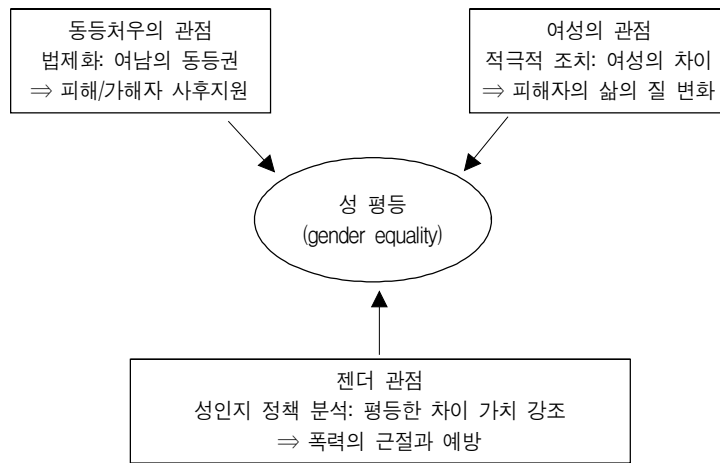 동등처우의 관점
법제화: 여남의 동등권
⇒ 피해/가해자 사후지원
여성의 관점
적극적 조치: 여성의 차이
⇒ 피해자의 삶의 질 변화
성 평등
(gender equality)
젠더 관점
성인지 정책 분석: 평등한 차이 가치 강조
⇒ 폭력의 근절과 예방